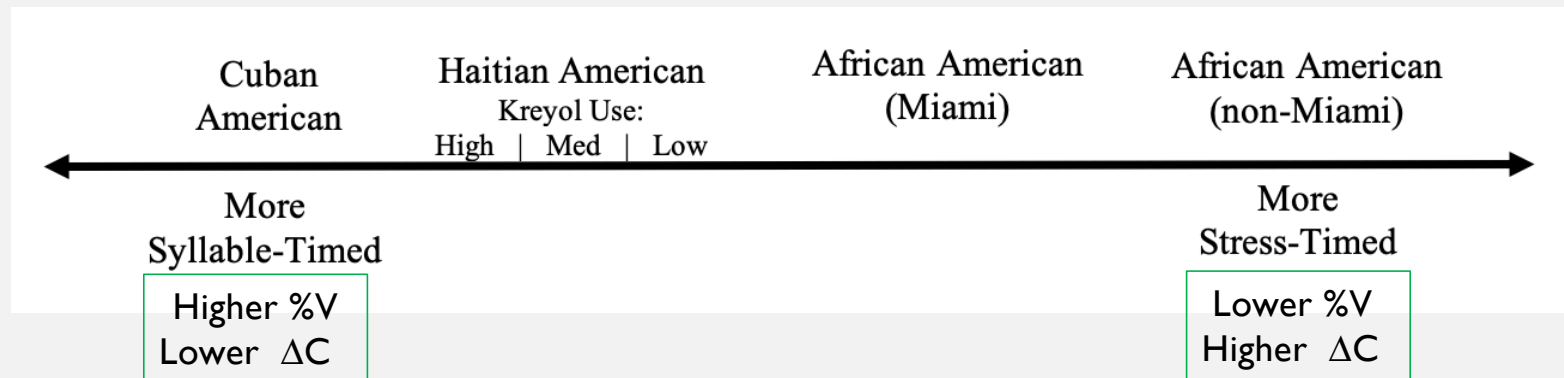 Cuban
American
Haitian American
Kreyol Use:
High | Med | Low
African American
(Miami)
African American
(non-Miami)
More
Syllable-Timed
Higher %V
Lower ΔC
More
Stress-Timed
Lower %V
Higher ΔC